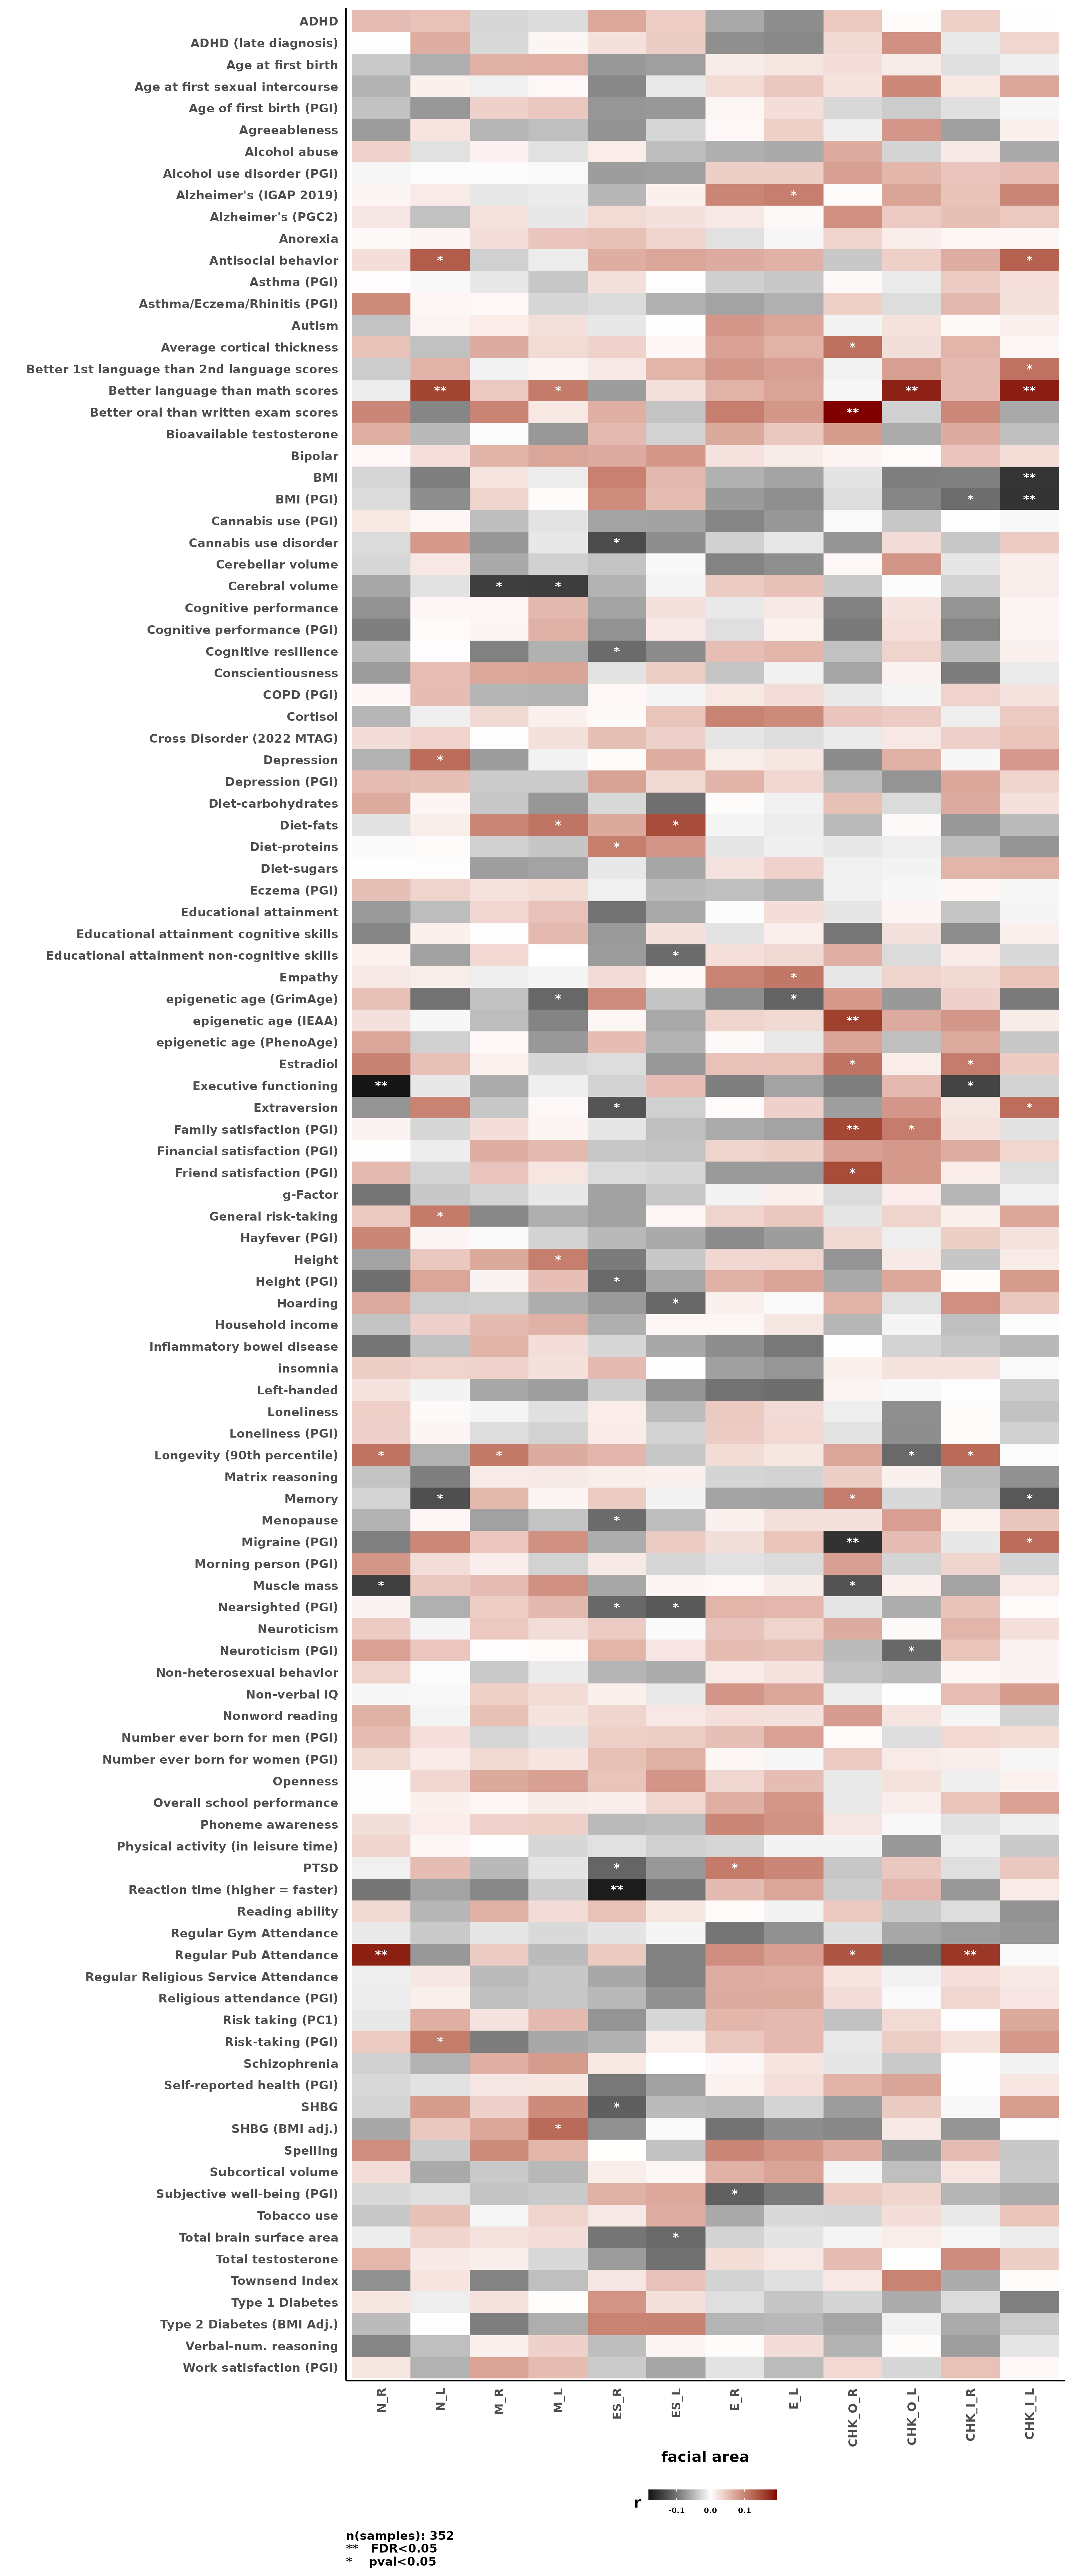 ADHD
ADHD (late diagnosis)
Age at first birth
Age at first sexual intercourse
Age of first birth (PGI)
Agreeableness
Alcohol abuse
Alcohol use disorder (PGI)
Alzheimer's (IGAP 2019) *
Alzheimer's (PGC2)
Anorexia
Antisocial behavior * *
Asthma (PGI)
Asthma/Eczema/Rhinitis (PGI)
Autism
Average cortical thickness *
Better 1st language than 2nd language scores *
Better language than math scores ** * ** **
Better oral than written exam scores **
Bioavailable testosterone
Bipolar
BMI **
BMI (PGI) * **
Cannabis use (PGI)
Cannabis use disorder *
Cerebellar volume
Cerebral volume * *
Cognitive performance
Cognitive performance (PGI)
Cognitive resilience *
Conscientiousness
COPD (PGI)
Cortisol
Cross Disorder (2022 MTAG)
Depression *
Depression (PGI)
Diet-carbohydrates
Diet-fats * *
Diet-proteins *
Diet-sugars
Eczema (PGI)
Educational attainment
Educational attainment cognitive skills
Educational attainment non-cognitive skills *
Empathy *
epigenetic age (GrimAge) * *
epigenetic age (IEAA) **
epigenetic age (PhenoAge)
Estradiol * *
Executive functioning ** *
Extraversion * *
Family satisfaction (PGI) ** *
Financial satisfaction (PGI)
Friend satisfaction (PGI) *
g-Factor
General risk-taking *
Hayfever (PGI)
Height *
Height (PGI) *
Hoarding *
Household income
Inflammatory bowel disease
insomnia
Left-handed
Loneliness
Loneliness (PGI)
Longevity (90th percentile) * * * *
Matrix reasoning
Memory * * *
Menopause *
Migraine (PGI) ** *
Morning person (PGI)
Muscle mass * *
Nearsighted (PGI) * *
Neuroticism
Neuroticism (PGI) *
Non-heterosexual behavior
Non-verbal IQ
Nonword reading
Number ever born for men (PGI)
Number ever born for women (PGI)
Openness
Overall school performance
Phoneme awareness
Physical activity (in leisure time)
PTSD * *
Reaction time (higher = faster) **
Reading ability
Regular Gym Attendance
Regular Pub Attendance ** * **
Regular Religious Service Attendance
Religious attendance (PGI)
Risk taking (PC1)
Risk-taking (PGI) *
Schizophrenia
Self-reported health (PGI)
SHBG *
SHBG (BMI adj.) *
Spelling
Subcortical volume
Subjective well-being (PGI) *
Tobacco use
Total brain surface area *
Total testosterone
Townsend Index
Type 1 Diabetes
Type 2 Diabetes (BMI Adj.)
Verbal-num. reasoning
Work satisfaction (PGI)
N_R N_L M_R M_L ES_R ES_L E_R E_L CHK_O_R CHK_O_L CHK_I_R CHK_I_L
facial area
r
-0.1 0.0 0.1
n(samples): 352
** FDR<0.05
* pval<0.05